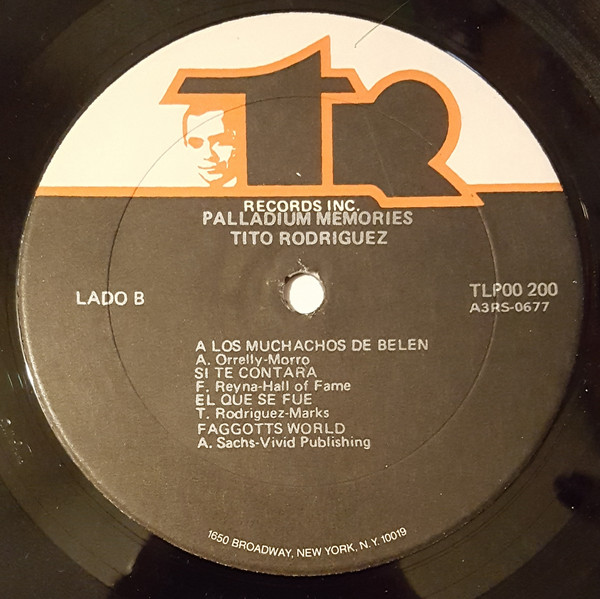 TR
RECORDS INC.
PALLADIUM MEMORIES
TITO RODRIGUEZ
LADO B
TLP00 200
A3RS-0677
A LOS MUCHACHOS DE BELEN
A. Orrelly-Morro
SI TE CONTARA
F. Reyna-Hall of Fame
EL QUE SE FUE
T. Rodriguez-Marks
FAGGOTTS WORLD
A. Sachs-Vivid Publishing
1650 BROADWAY, NEW YORK, N.Y. 10019